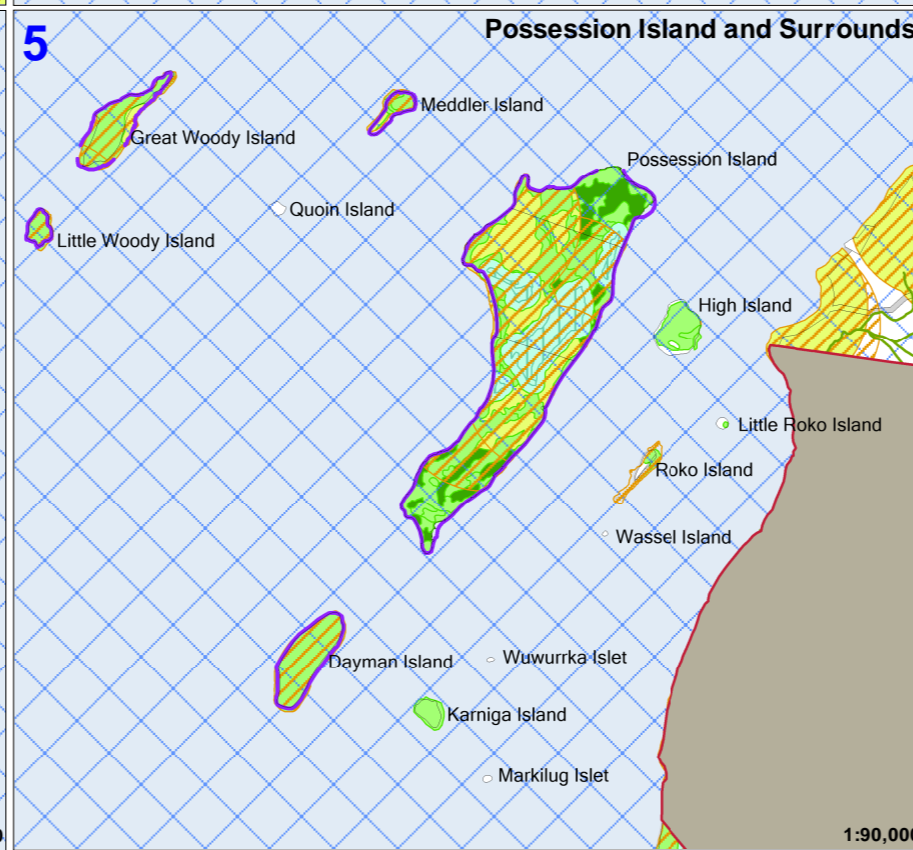 5
Possession Island and Surrounds
Meddler Island
Great Woody Island
Possession Island
Quoin Island
Little Woody Island
High Island
Little Roko Island
Roko Island
Wassel Island
Wuwurrka Islet
Dayman Island
Karniga Island
Markilug Islet
1:90,000